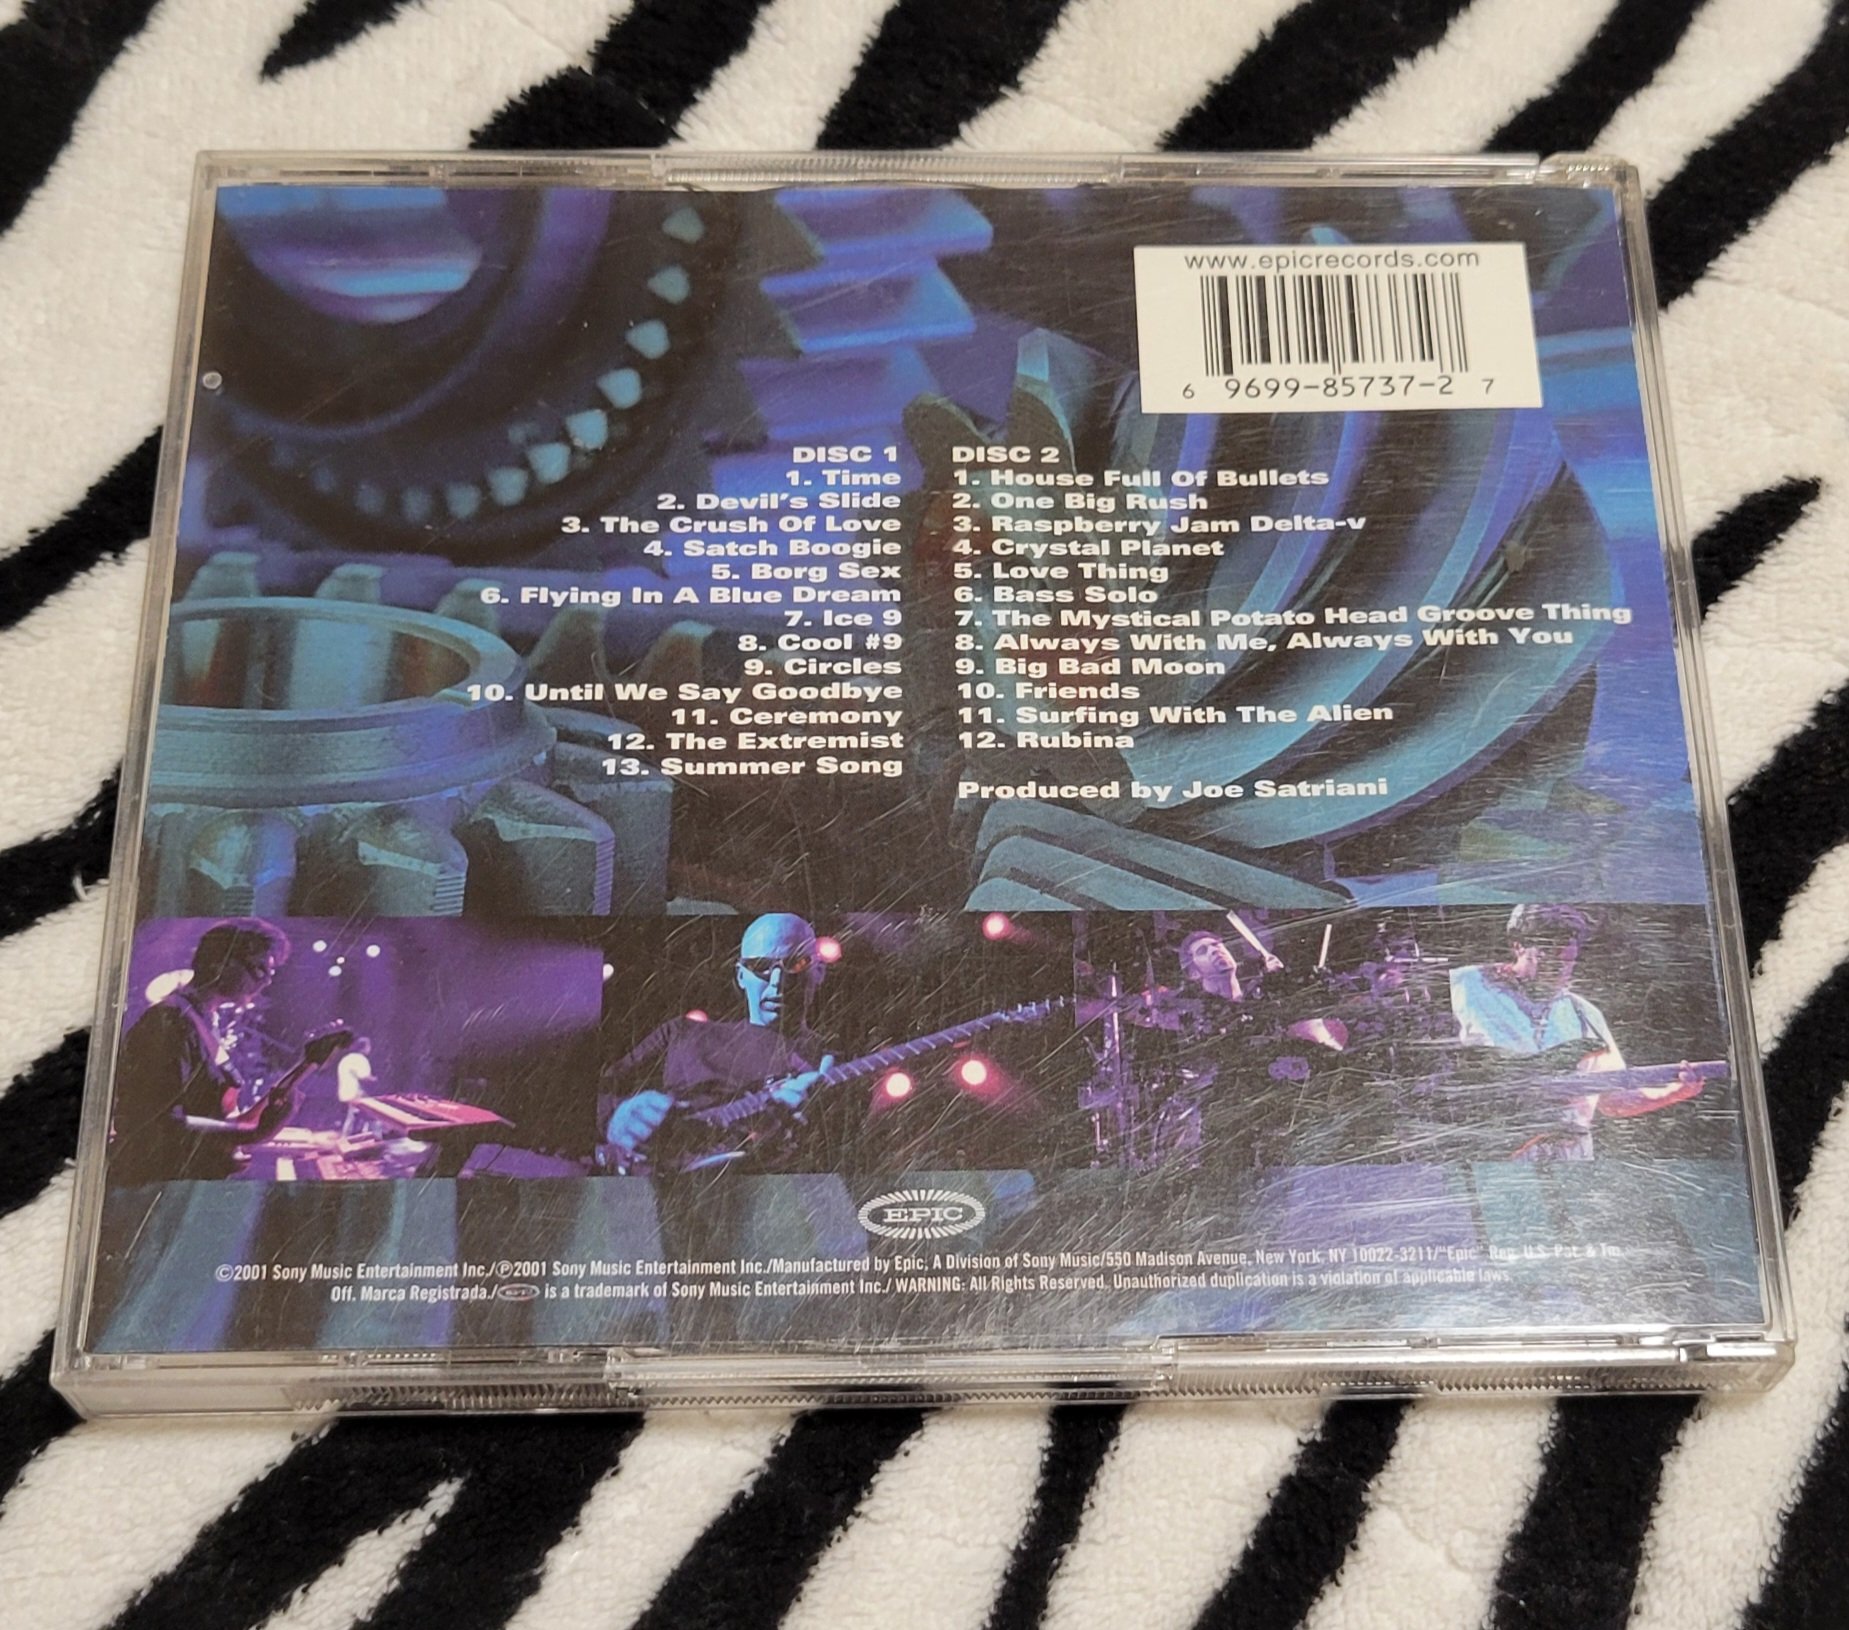 www.epicrecords.com
6 9699-85737-2 7
DISC 1
1. Time
2. Devil's Slide
3. The Crush Of Love
4. Satch Boogie
5. Borg Sex
6. Flying In A Blue Dream
7. Ice 9
8. Cool #9
9. Circles
10. Until We Say Goodbye
11. Ceremony
12. The Extremist
13. Summer Song
DISC 2
1. House Full Of Bullets
2. One Big Rush
3. Raspberry Jam Delta-v
4. Crystal Planet
5. Love Thing
6. Bass Solo
7. The Mystical Potato Head Groove Thing
8. Always With Me, Always With You
9. Big Bad Moon
10. Friends
11. Surfing With The Alien
12. Rubina
Produced by Joe Satriani
EPIC
©2001 Sony Music Entertainment Inc./℗2001 Sony Music Entertainment Inc./Manufactured by Epic, A Division of Sony Music/550 Madison Avenue, New York, NY 10022-3211/"Epic" Reg. U.S. Pat. & Tm.
Off. Marca Registrada./EPIC is a trademark of Sony Music Entertainment Inc./ WARNING: All Rights Reserved. Unauthorized duplication is a violation of applicable laws.